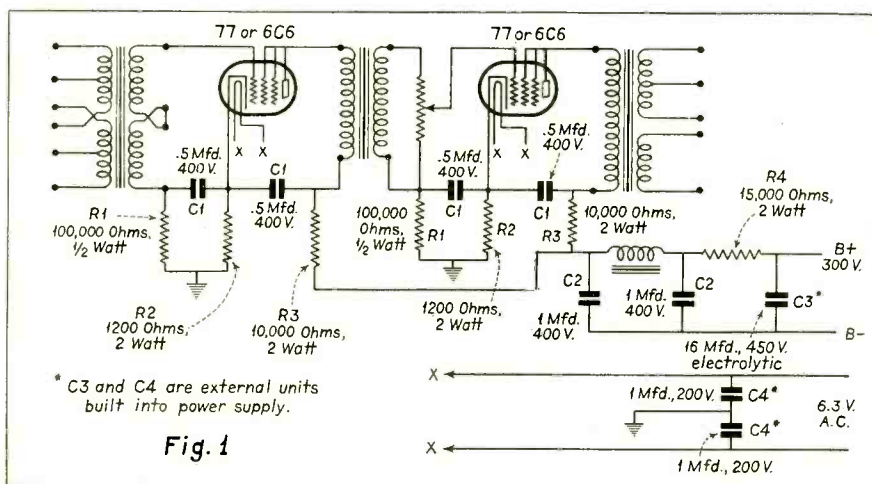 77 or 6C6
77 or 6C6
X X
X X
.5 Mfd.
400 V.
C1
C1
.5 Mfd.
400 V.
.5 Mfd.
400 V.
C1
.5 Mfd.
400 V.
C1
R1
100,000 Ohms,
1/2 Watt
R2
1200 Ohms,
2 Watt
R3
10,000 Ohms,
2 Watt
100,000
Ohms,
1/2 Watt
R1
R2
1200 Ohms,
2 Watt
R3
10,000 Ohms,
2 Watt
R4
15,000 Ohms,
2 Watt
C2
1 Mfd.
400 V.
C2
1 Mfd.
400 V.
C3*
16 Mfd., 450 V.
electrolytic
B+
300 V.
B-
* C3 and C4 are external units
built into power supply.
X
1 Mfd., 200 V.
C4*
C4*
6.3 V.
A.C.
X
1 Mfd., 200 V.
Fig. 1